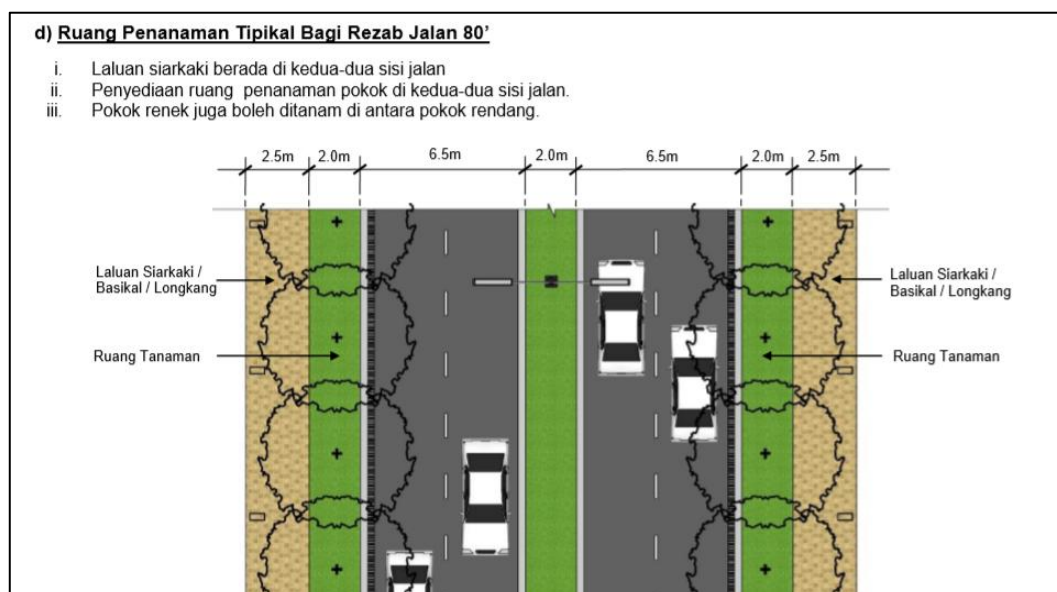 d) Ruang Penanaman Tipikal Bagi Rezab Jalan 80’
i. Laluan siarkaki berada di kedua-dua sisi jalan
ii. Penyediaan ruang penanaman pokok di kedua-dua sisi jalan.
iii. Pokok renek juga boleh ditanam di antara pokok rendang.
2.5m 2.0m 6.5m 2.0m 6.5m 2.0m 2.5m
Laluan Siarkaki /
Basikal / Longkang
Laluan Siarkaki /
Basikal / Longkang
Ruang Tanaman
Ruang Tanaman